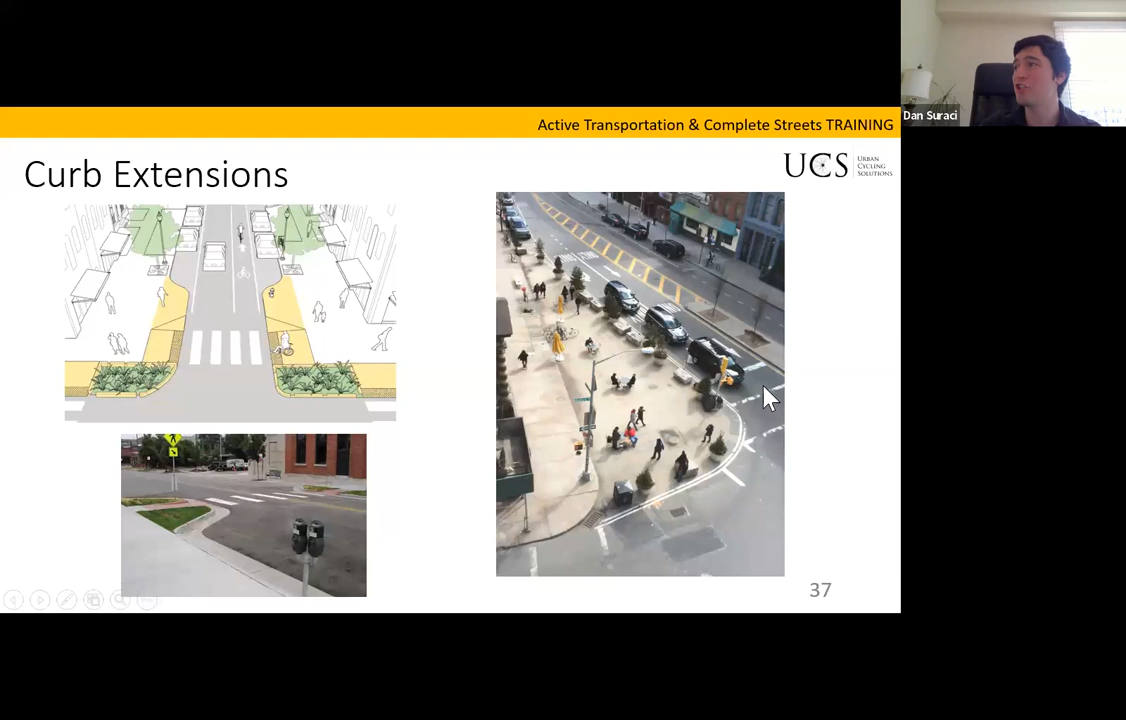 Dan Suraci
Active Transportation & Complete Streets TRAINING
Curb Extensions
UCS
URBAN
CYCLING
SOLUTIONS
37